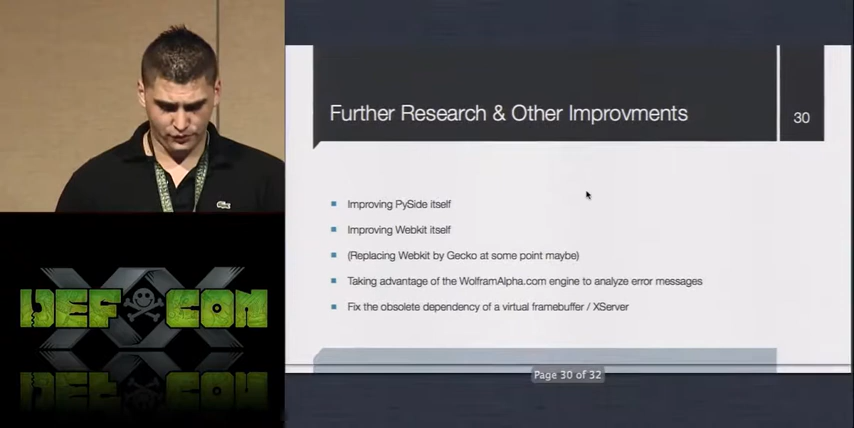 Further Research & Other Improvments
30
Improving PySide itself
Improving Webkit itself
(Replacing Webkit by Gecko at some point maybe)
Taking advantage of the WolframAlpha.com engine to analyze error messages
Fix the obsolete dependency of a virtual framebuffer / XServer
Page 30 of 32
XX
DEF CON